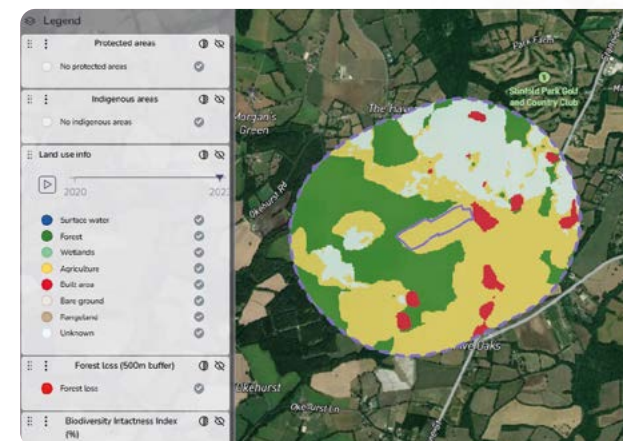 Legend
Protected areas
No protected areas
Indigenous areas
No indigenous areas
Land use info
2020
Surface water
Forest
Wetlands
Agriculture
Built area
Bare ground
Rangeland
Unknown
Forest loss (500m buffer)
Forest loss
Biodiversity Intactness Index
(%)
Park Farm
Slinfold Park Golf
and Country Club
The Haven
Morgan's
Green
Okehurst Rd
Oaks
Okehurst
Okehurst Ln